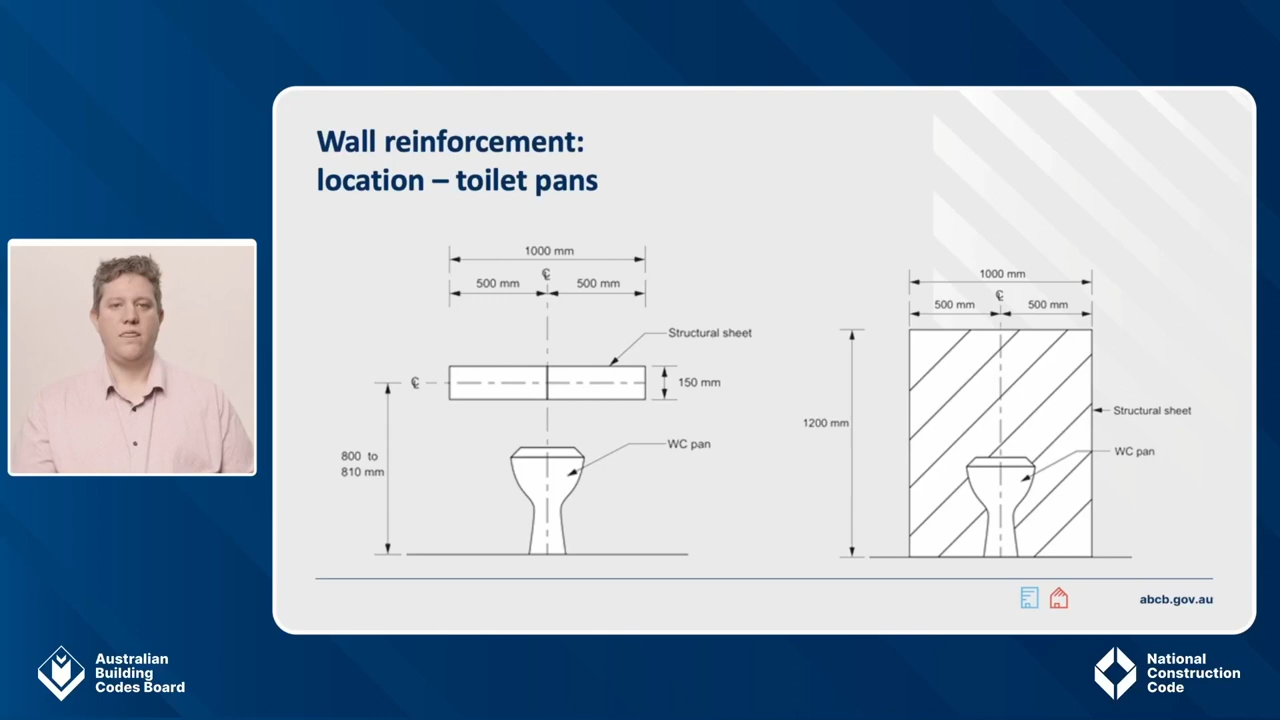 Wall reinforcement:
location – toilet pans
1000 mm
℄
500 mm 500 mm
Structural sheet
℄
150 mm
WC pan
800 to
810 mm
1000 mm
℄
500 mm 500 mm
1200 mm
Structural sheet
WC pan
abcb.gov.au
Australian
Building
Codes Board
National
Construction
Code